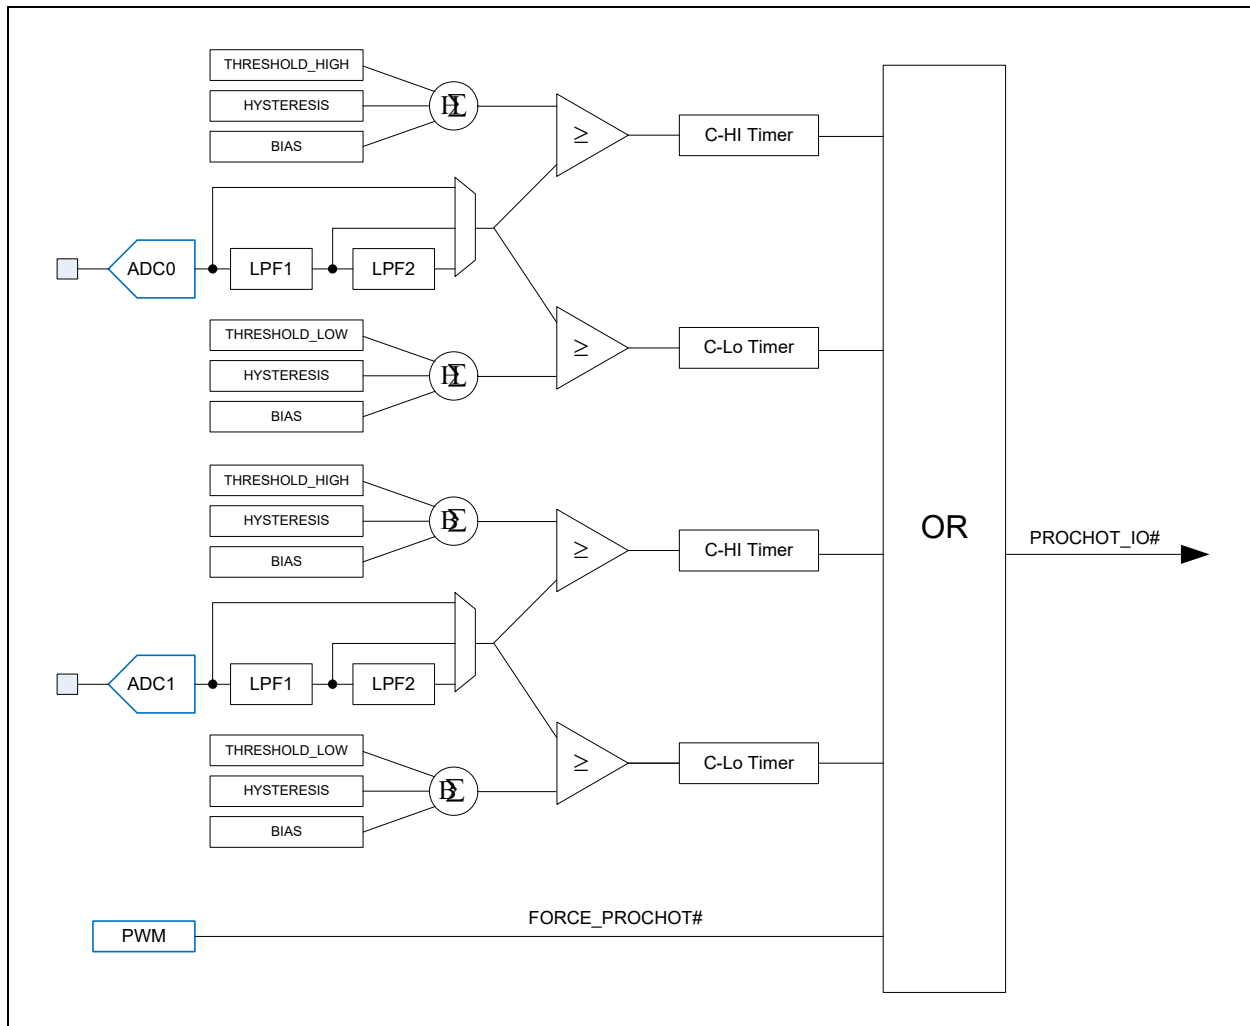 THRESHOLD_HIGH
HYSTERESIS
BIAS
Σ
≥
C-HI Timer
ADC0
LPF1
LPF2
THRESHOLD_LOW
HYSTERESIS
BIAS
Σ
≥
C-Lo Timer
THRESHOLD_HIGH
HYSTERESIS
BIAS
Σ
≥
C-HI Timer
OR
PROCHOT_IO#
ADC1
LPF1
LPF2
THRESHOLD_LOW
HYSTERESIS
BIAS
Σ
≥
C-Lo Timer
PWM
FORCE_PROCHOT#